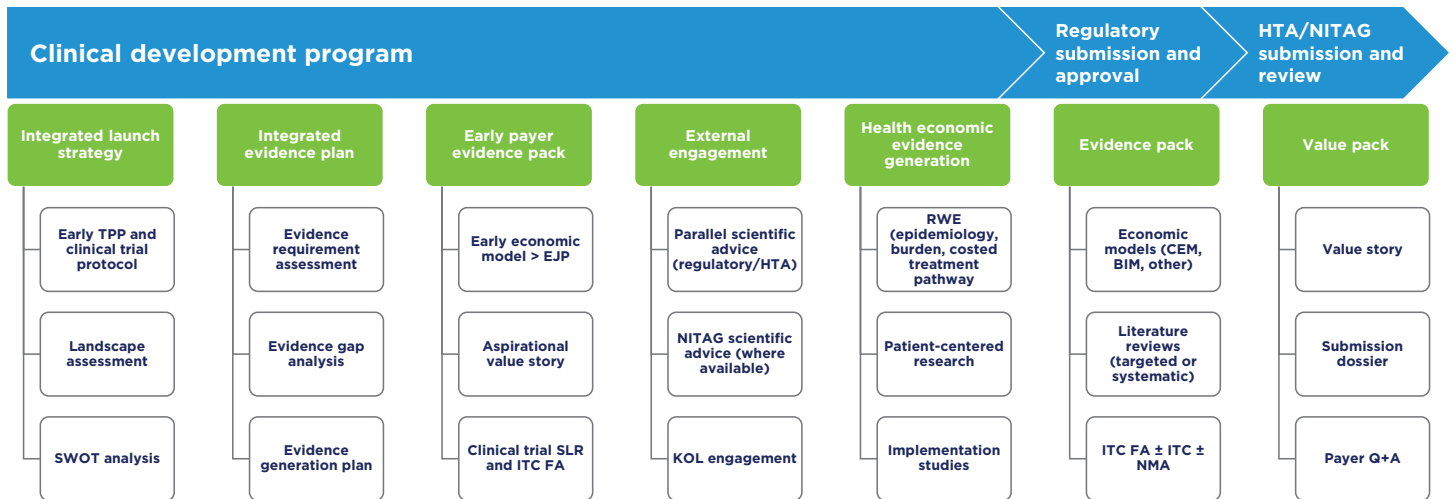 Clinical development program
Regulatory
submission and
approval
HTA/NITAG
submission and
review
Integrated launch
strategy
Integrated
evidence plan
Early payer
evidence pack
External
engagement
Health economic
evidence
generation
Evidence pack
Value pack
Early TPP and
clinical trial
protocol
Evidence
requirement
assessment
Early economic
model > EJP
Parallel scientific
advice
(regulatory/HTA)
RWE
(epidemiology,
burden, costed
treatment
pathway
Economic
models (CEM,
BIM, other)
Value story
Landscape
assessment
Evidence gap
analysis
Aspirational
value story
NITAG scientific
advice (where
available)
Patient-centered
research
Literature
reviews
(targeted or
systematic)
Submission
dossier
SWOT analysis
Evidence
generation plan
Clinical trial SLR
and ITC FA
KOL engagement
Implementation
studies
ITC FA ± ITC ±
NMA
Payer Q+A